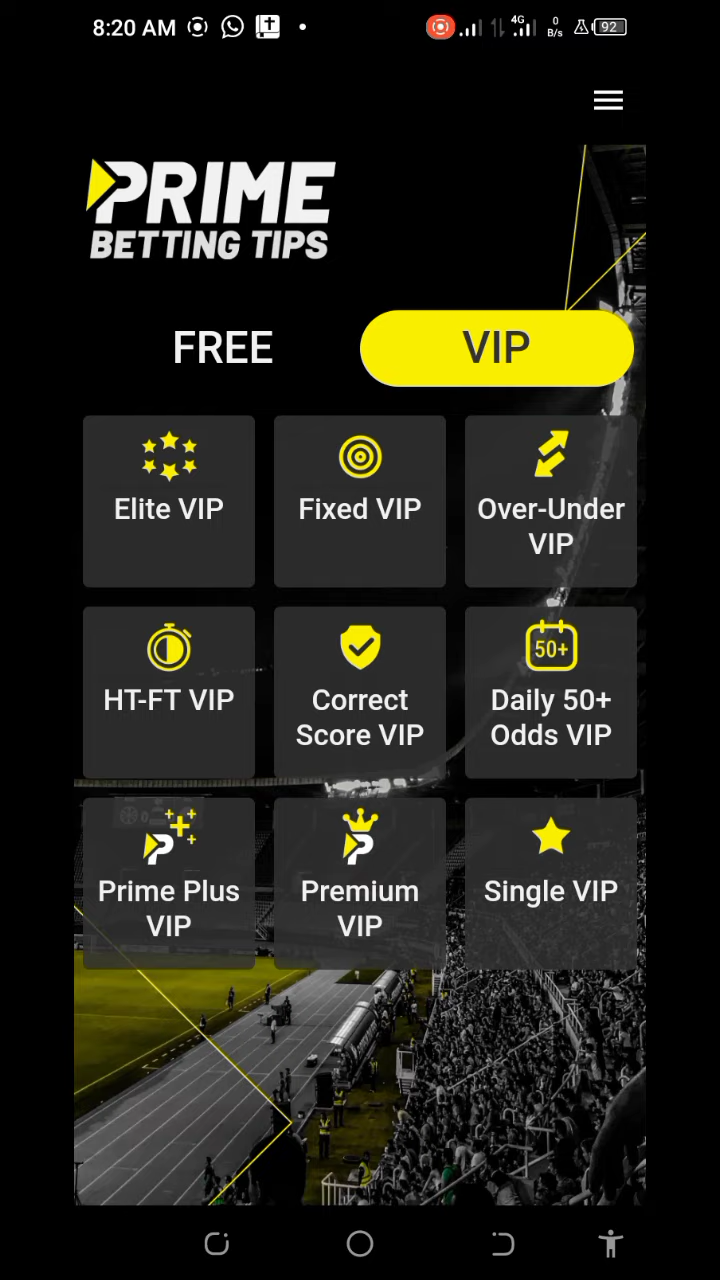 8:20 AM
4G
0
B/s
92
PRIME
BETTING TIPS
FREE
VIP
Elite VIP
Fixed VIP
Over-Under
VIP
HT-FT VIP
Correct
Score VIP
50+
Daily 50+
Odds VIP
Prime Plus
VIP
Premium
VIP
Single VIP